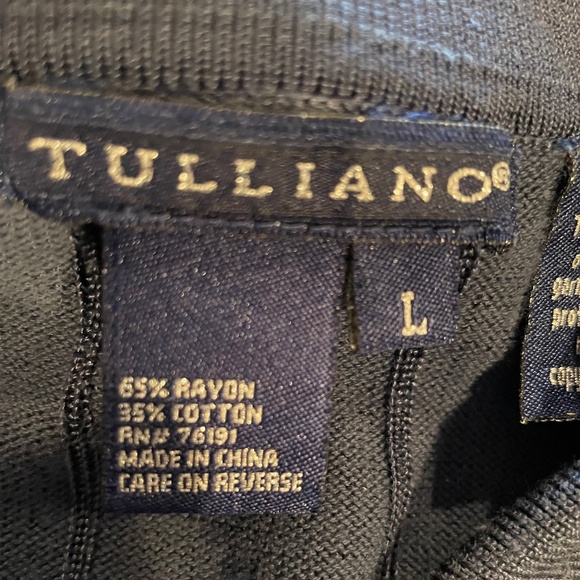 TULLIANO®
L
65% RAYON
35% COTTON
RN# 76191
MADE IN CHINA
CARE ON REVERSE